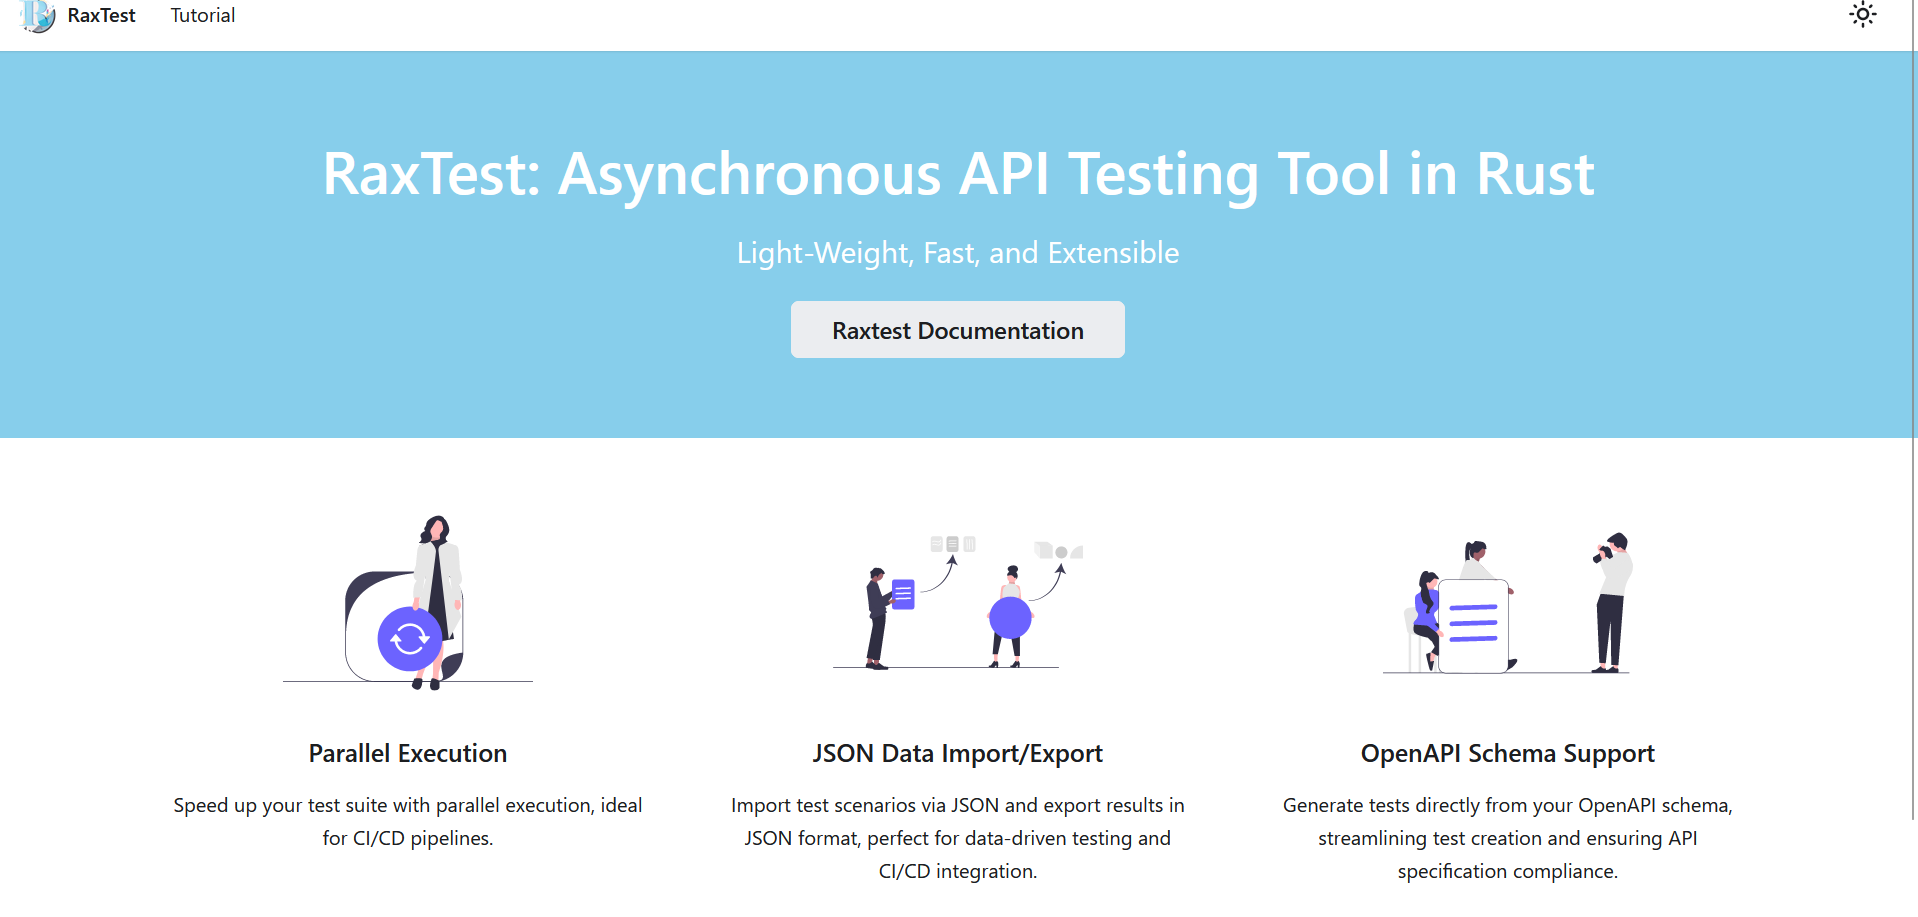 RaxTest Tutorial
RaxTest: Asynchronous API Testing Tool in Rust
Light-Weight, Fast, and Extensible
Raxtest Documentation
Parallel Execution
Speed up your test suite with parallel execution, ideal
for CI/CD pipelines.
JSON Data Import/Export
Import test scenarios via JSON and export results in
JSON format, perfect for data-driven testing and
CI/CD integration.
OpenAPI Schema Support
Generate tests directly from your OpenAPI schema,
streamlining test creation and ensuring API
specification compliance.